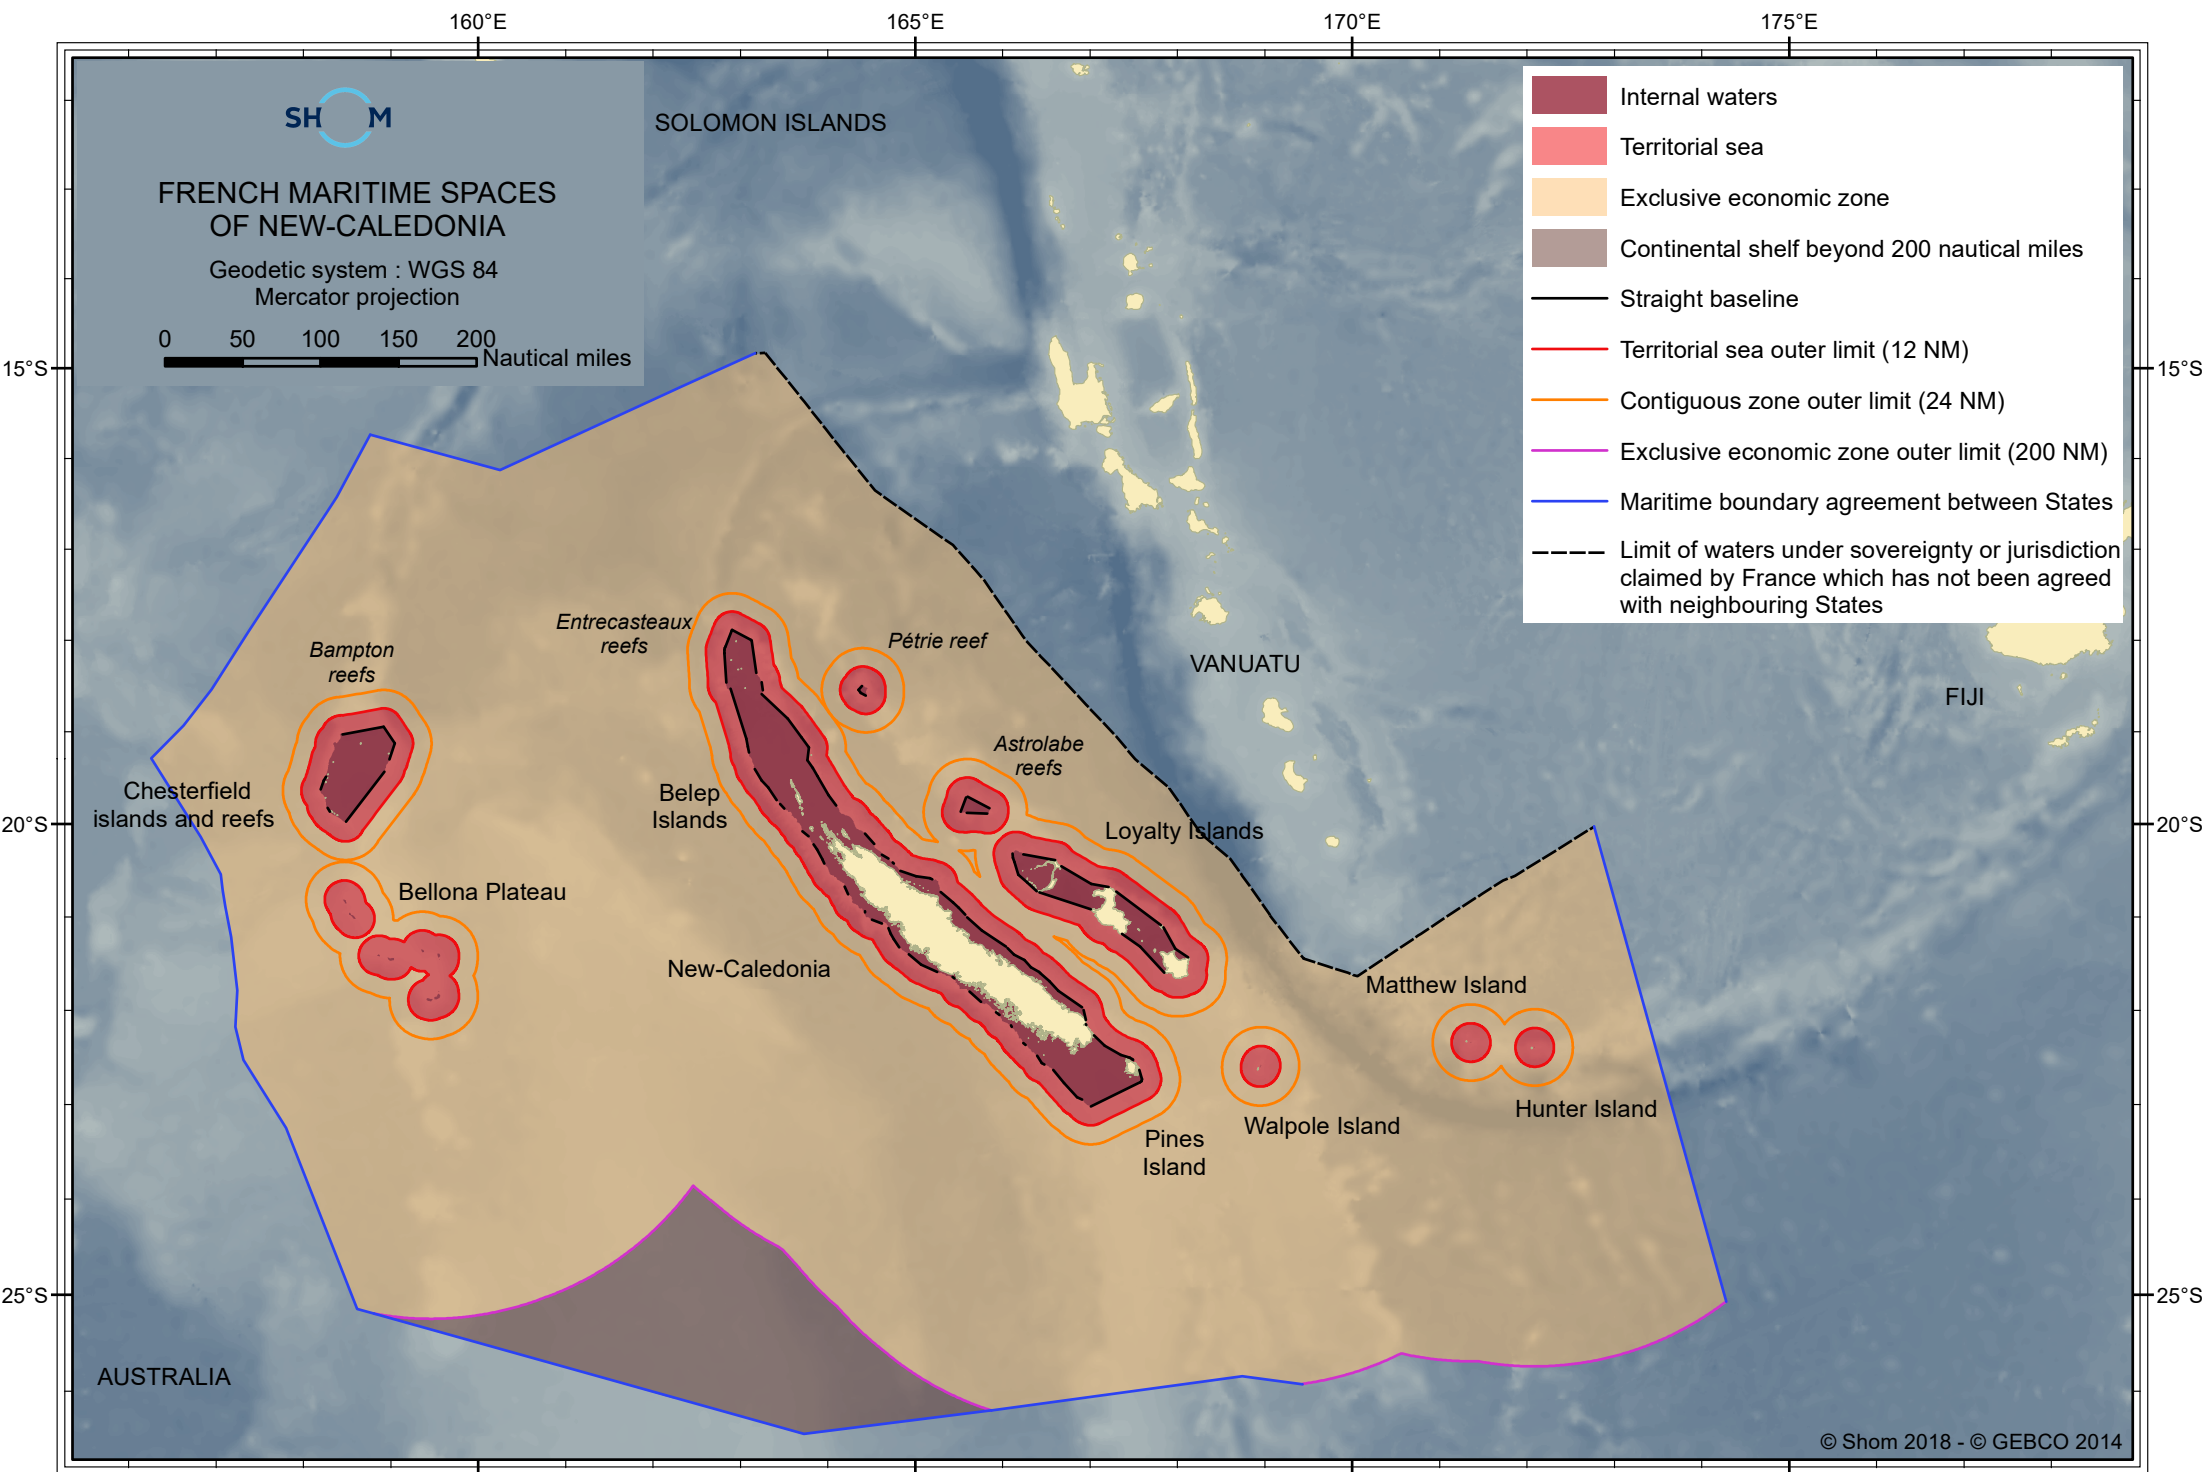 160°E
165°E
170°E
175°E
SHOM
FRENCH MARITIME SPACES
OF NEW-CALEDONIA
Geodetic system : WGS 84
Mercator projection
0 50 100 150 200
Nautical miles
SOLOMON ISLANDS
Internal waters
Territorial sea
Exclusive economic zone
Continental shelf beyond 200 nautical miles
Straight baseline
Territorial sea outer limit (12 NM)
Contiguous zone outer limit (24 NM)
Exclusive economic zone outer limit (200 NM)
Maritime boundary agreement between States
Limit of waters under sovereignty or jurisdiction
claimed by France which has not been agreed
with neighbouring States
15°S
15°S
Entrecasteaux
reefs
Pétrie reef
Bampton
reefs
VANUATU
FIJI
Astrolabe
reefs
Chesterfield
islands and reefs
Belep
Islands
Loyalty Islands
20°S
20°S
Bellona Plateau
New-Caledonia
Matthew Island
Hunter Island
Walpole Island
Pines
Island
25°S
25°S
AUSTRALIA
© Shom 2018 - © GEBCO 2014